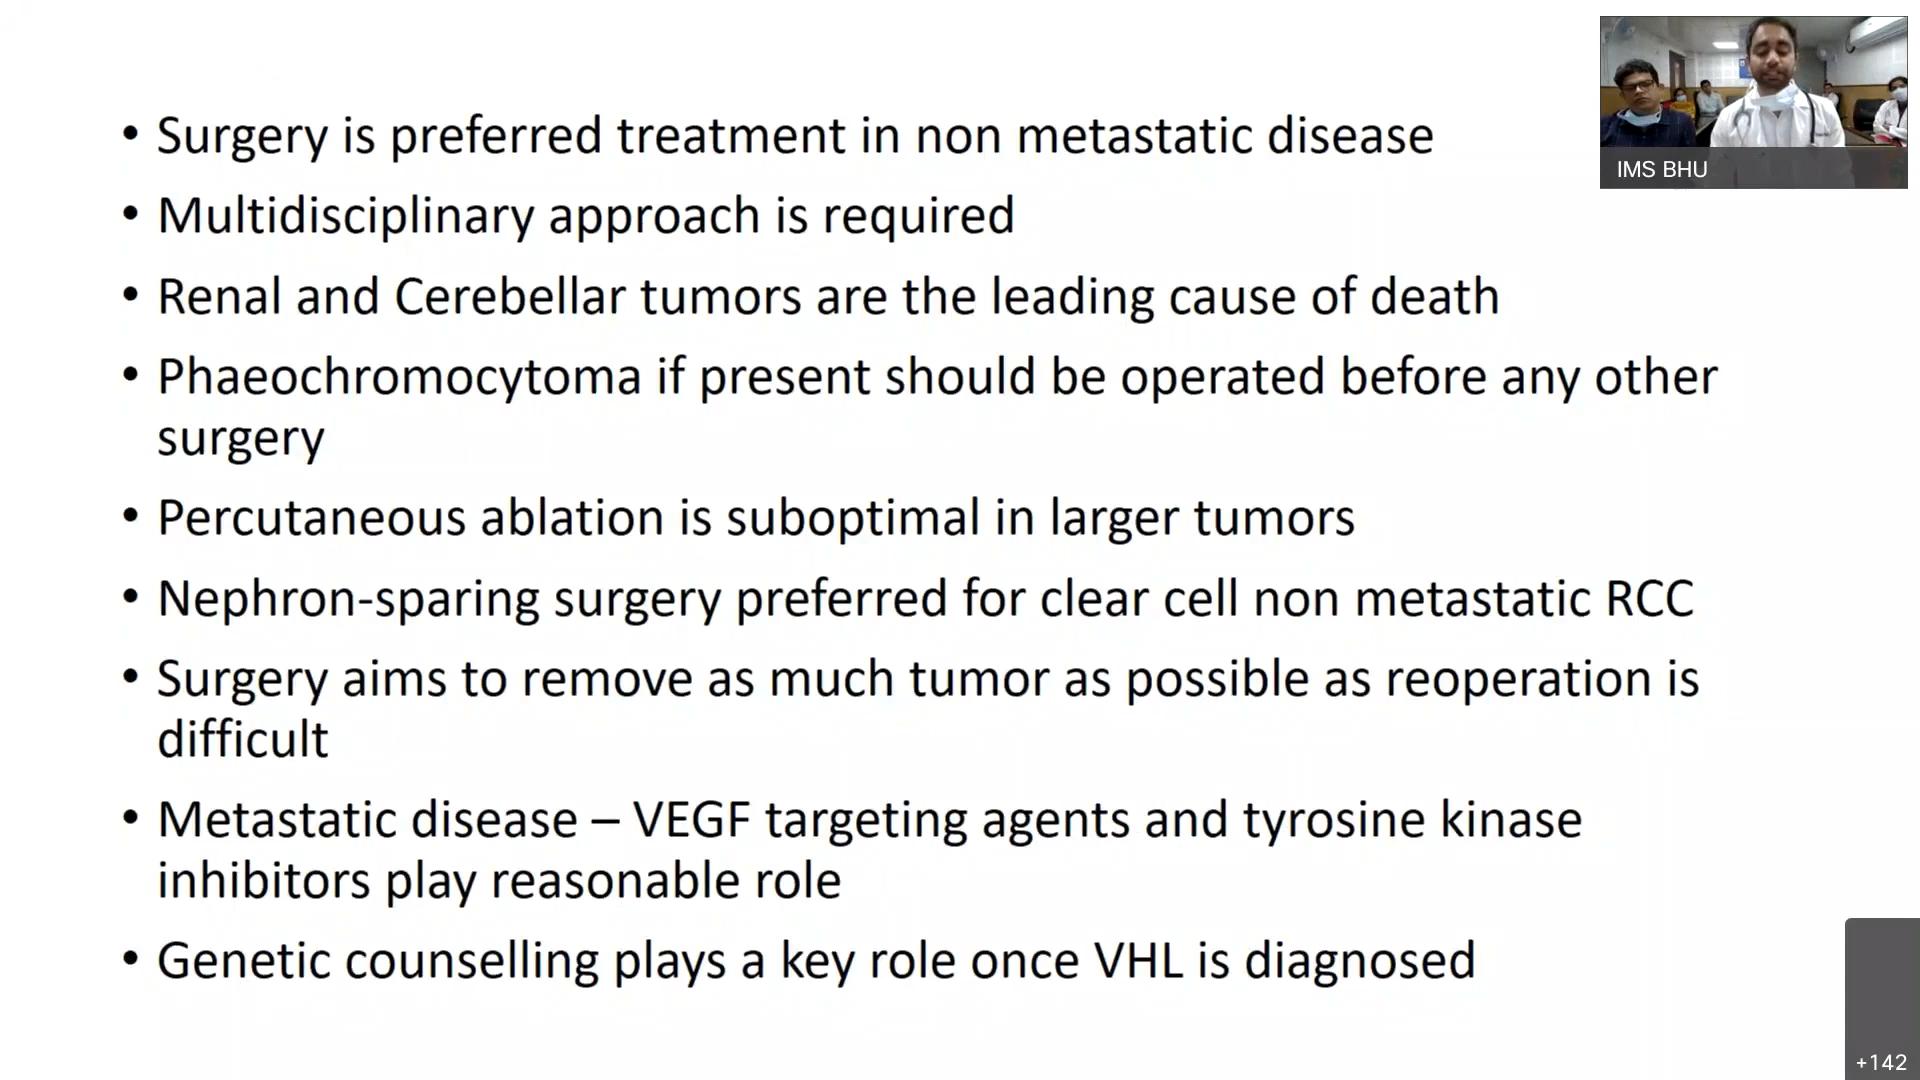 • Surgery is preferred treatment in non metastatic disease
• Multidisciplinary approach is required
• Renal and Cerebellar tumors are the leading cause of death
• Phaeochromocytoma if present should be operated before any other
surgery
• Percutaneous ablation is suboptimal in larger tumors
• Nephron-sparing surgery preferred for clear cell non metastatic RCC
• Surgery aims to remove as much tumor as possible as reoperation is
difficult
• Metastatic disease – VEGF targeting agents and tyrosine kinase
inhibitors play reasonable role
• Genetic counselling plays a key role once VHL is diagnosed
IMS BHU
+142